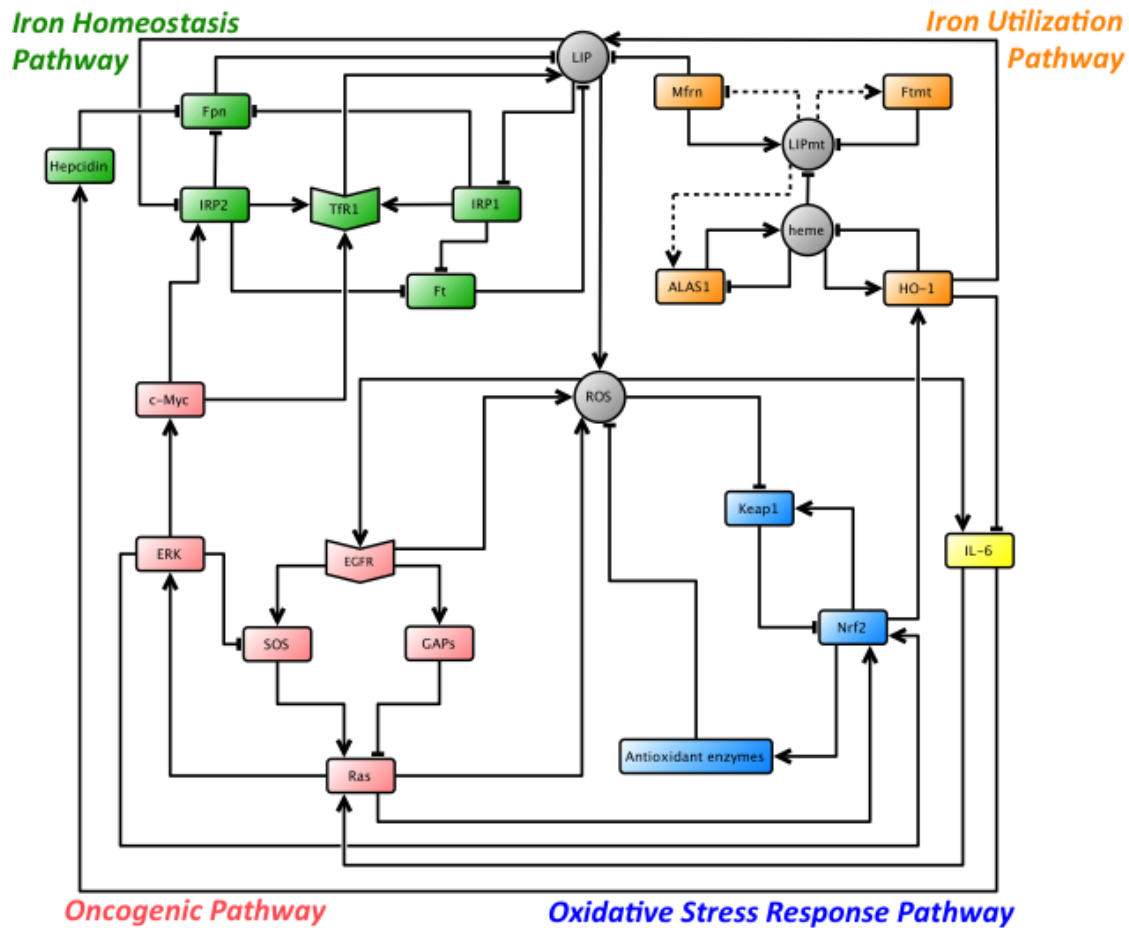 Iron Homeostasis
Pathway
Iron Utilization
Pathway
LIP
Mfrn
Ftmt
Fpn
LIPmt
Hepcidin
IRP2
TfR1
IRP1
heme
Ft
ALAS1
HO-1
c-Myc
ROS
Keap1
ERK
EGFR
IL-6
SOS
GAPs
Nrf2
Antioxidant enzymes
Ras
Oncogenic Pathway
Oxidative Stress Response Pathway